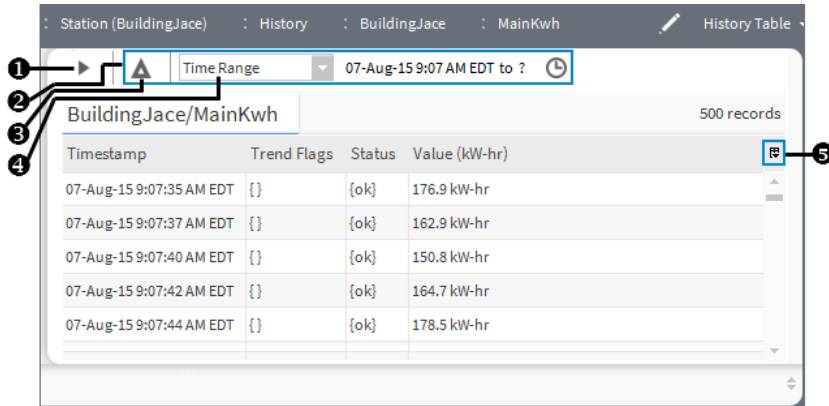 : Station (BuildingJace) : History : BuildingJace : MainKwh History Table
1
2
3
4
Time Range 07-Aug-15 9:07 AM EDT to ?
BuildingJace/MainKwh 500 records
Timestamp Trend Flags Status Value (kW-hr)
5
07-Aug-15 9:07:35 AM EDT {} {ok} 176.9 kW-hr
07-Aug-15 9:07:37 AM EDT {} {ok} 162.9 kW-hr
07-Aug-15 9:07:40 AM EDT {} {ok} 150.8 kW-hr
07-Aug-15 9:07:42 AM EDT {} {ok} 164.7 kW-hr
07-Aug-15 9:07:44 AM EDT {} {ok} 178.5 kW-hr